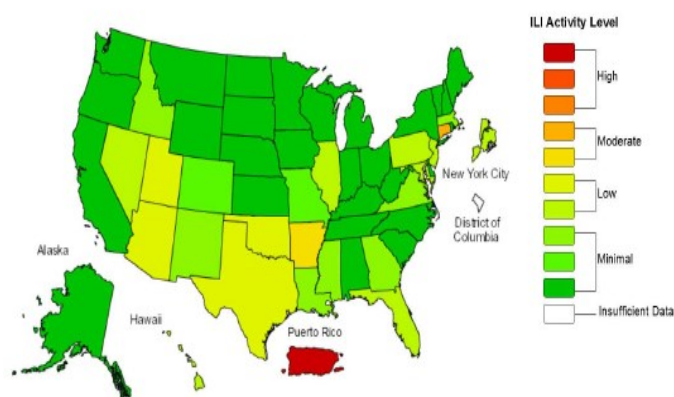 ILI Activity Level
High
Moderate
Low
Minimal
Insufficient Data
New York City
District of
Columbia
Alaska
Hawaii
Puerto Rico